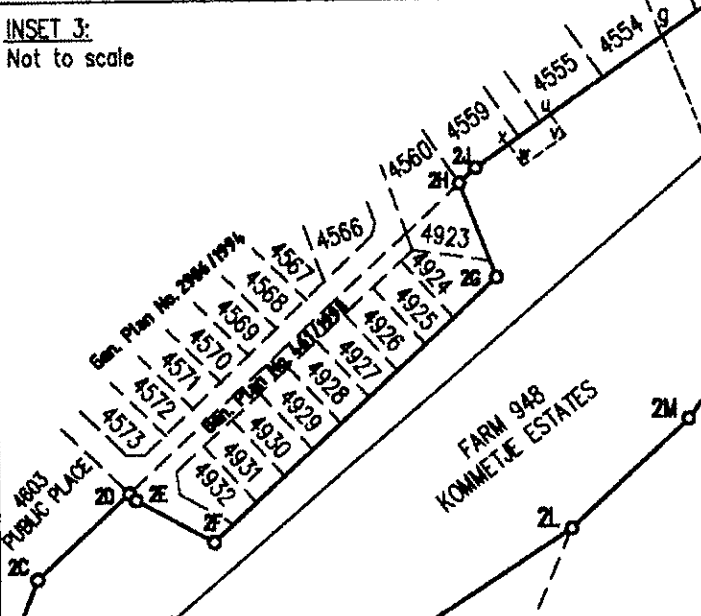 INSET 3:
Not to scale
4554
4555
4559
4560
2J
2H
4566
4567
4568
4569
4570
4571
4572
4573
Gen. Plan No. 2986/1994
4923
4924
2G
4925
4926
4927
4928
4929
4930
4931
4932
4603
PUBLIC PLACE
2D
2E
2F
2C
FARM 948
KOMMETJE ESTATES
2M
2L